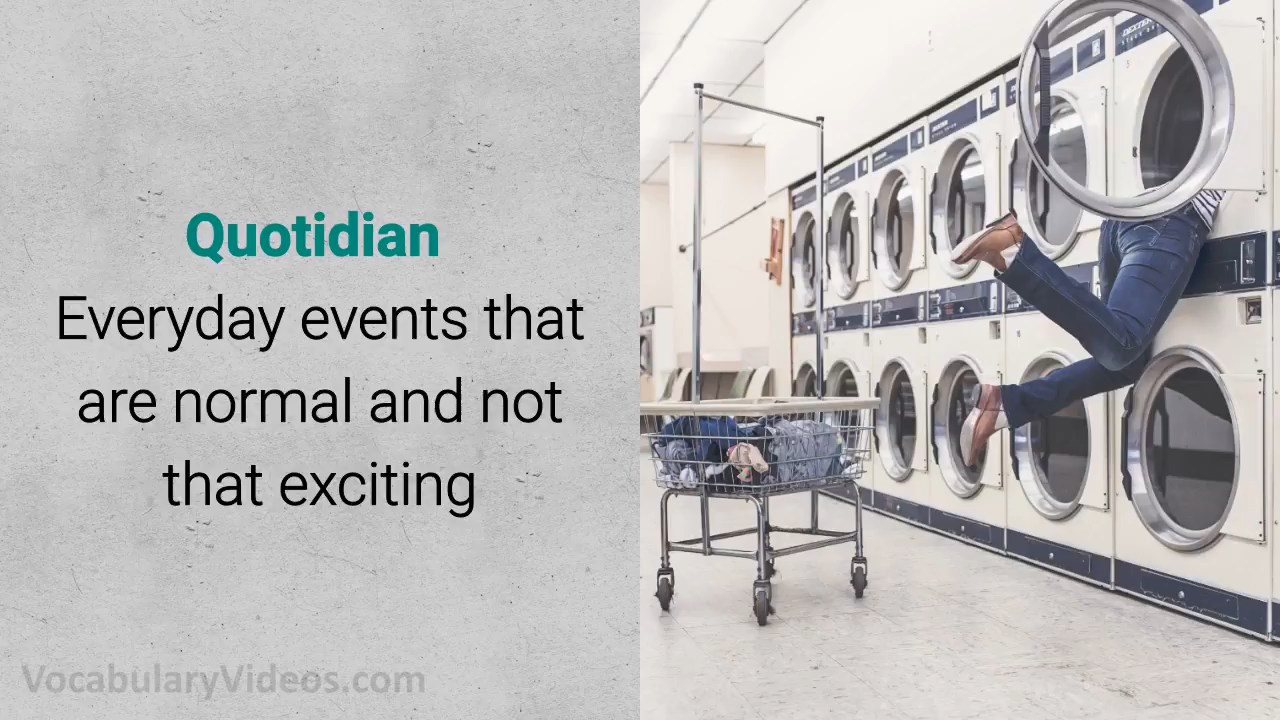 Quotidian
Everyday events that
are normal and not
that exciting
VocabularyVideos.com